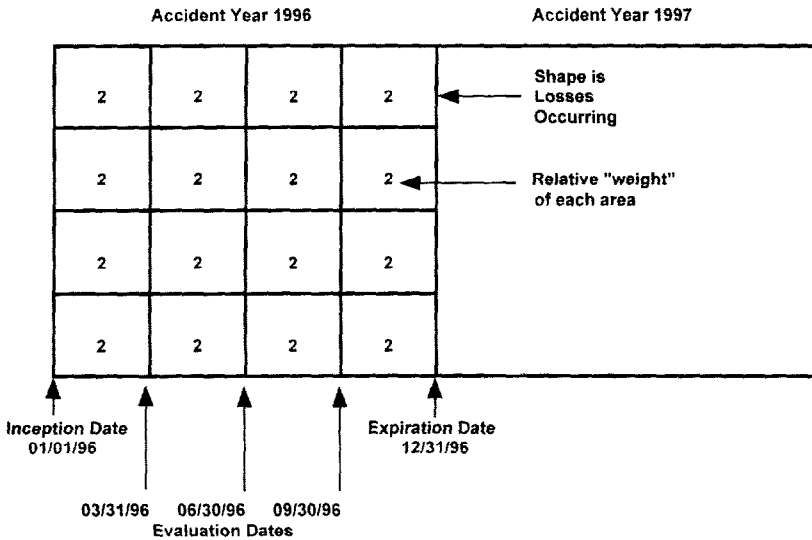 Accident Year 1996 Accident Year 1997
2 2 2 2
Shape is
Losses
Occurring
2 2 2 2
Relative "weight"
of each area
2 2 2 2
2 2 2 2
Inception Date
01/01/96
Expiration Date
12/31/96
03/31/96 06/30/96 09/30/96
Evaluation Dates